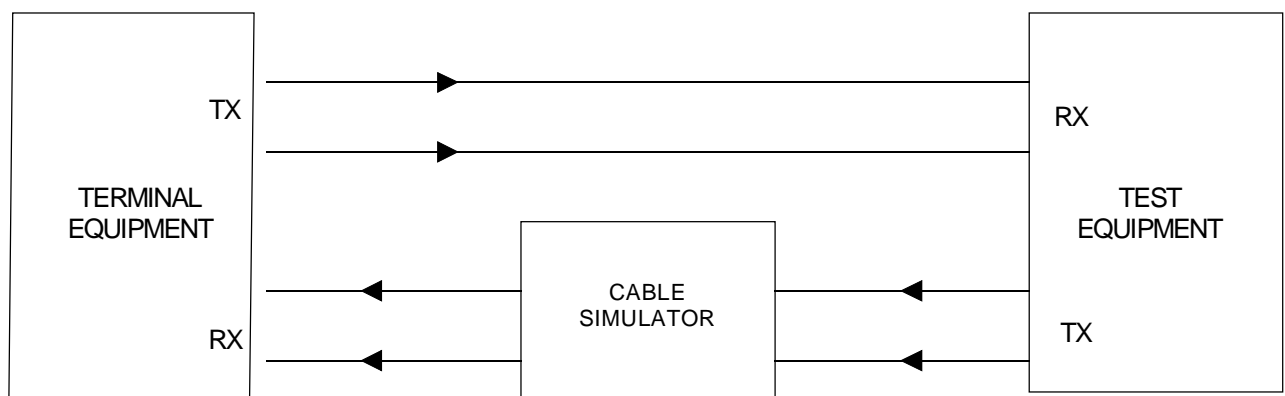 TX
RX
TERMINAL
EQUIPMENT
TEST
EQUIPMENT
CABLE
SIMULATOR
RX
TX